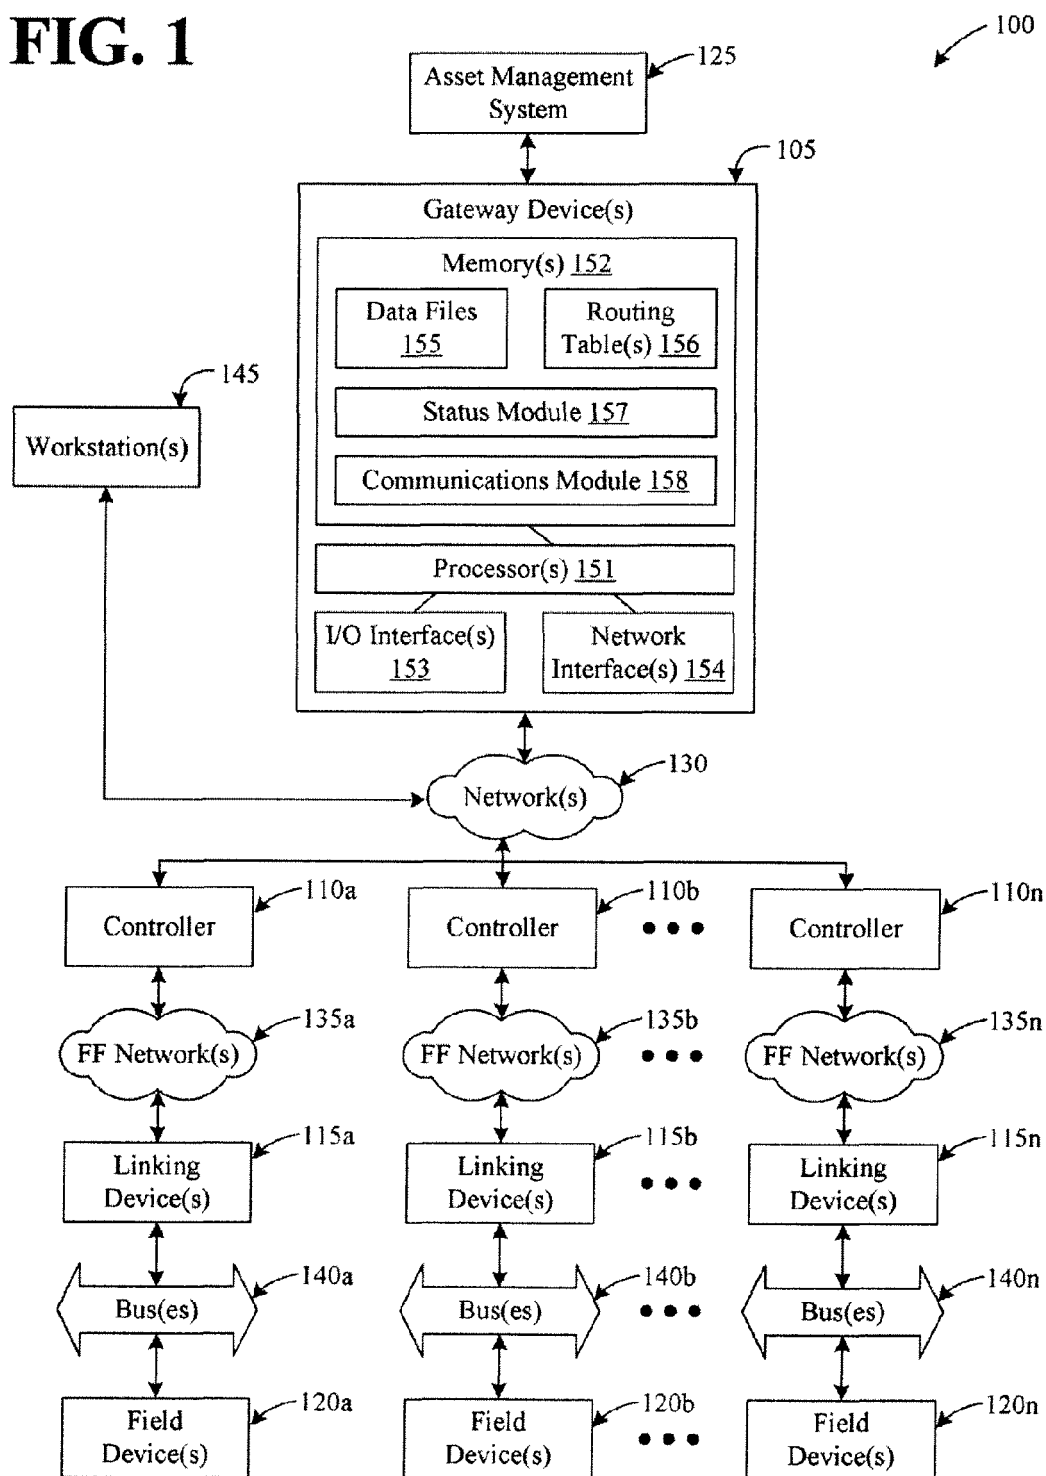 FIG. 1
100
125
Asset Management
System
105
Gateway Device(s)
Memory(s) 152
Data Files
155
Routing
Table(s) 156
Status Module 157
Communications Module 158
145
Workstation(s)
Processor(s) 151
I/O Interface(s)
153
Network
Interface(s) 154
130
Network(s)
110a
110b
110n
Controller
Controller
Controller
135a
135b
135n
FF Network(s)
FF Network(s)
FF Network(s)
115a
115b
115n
Linking
Device(s)
Linking
Device(s)
Linking
Device(s)
140a
140b
140n
Bus(es)
Bus(es)
Bus(es)
120a
120b
120n
Field
Device(s)
Field
Device(s)
Field
Device(s)